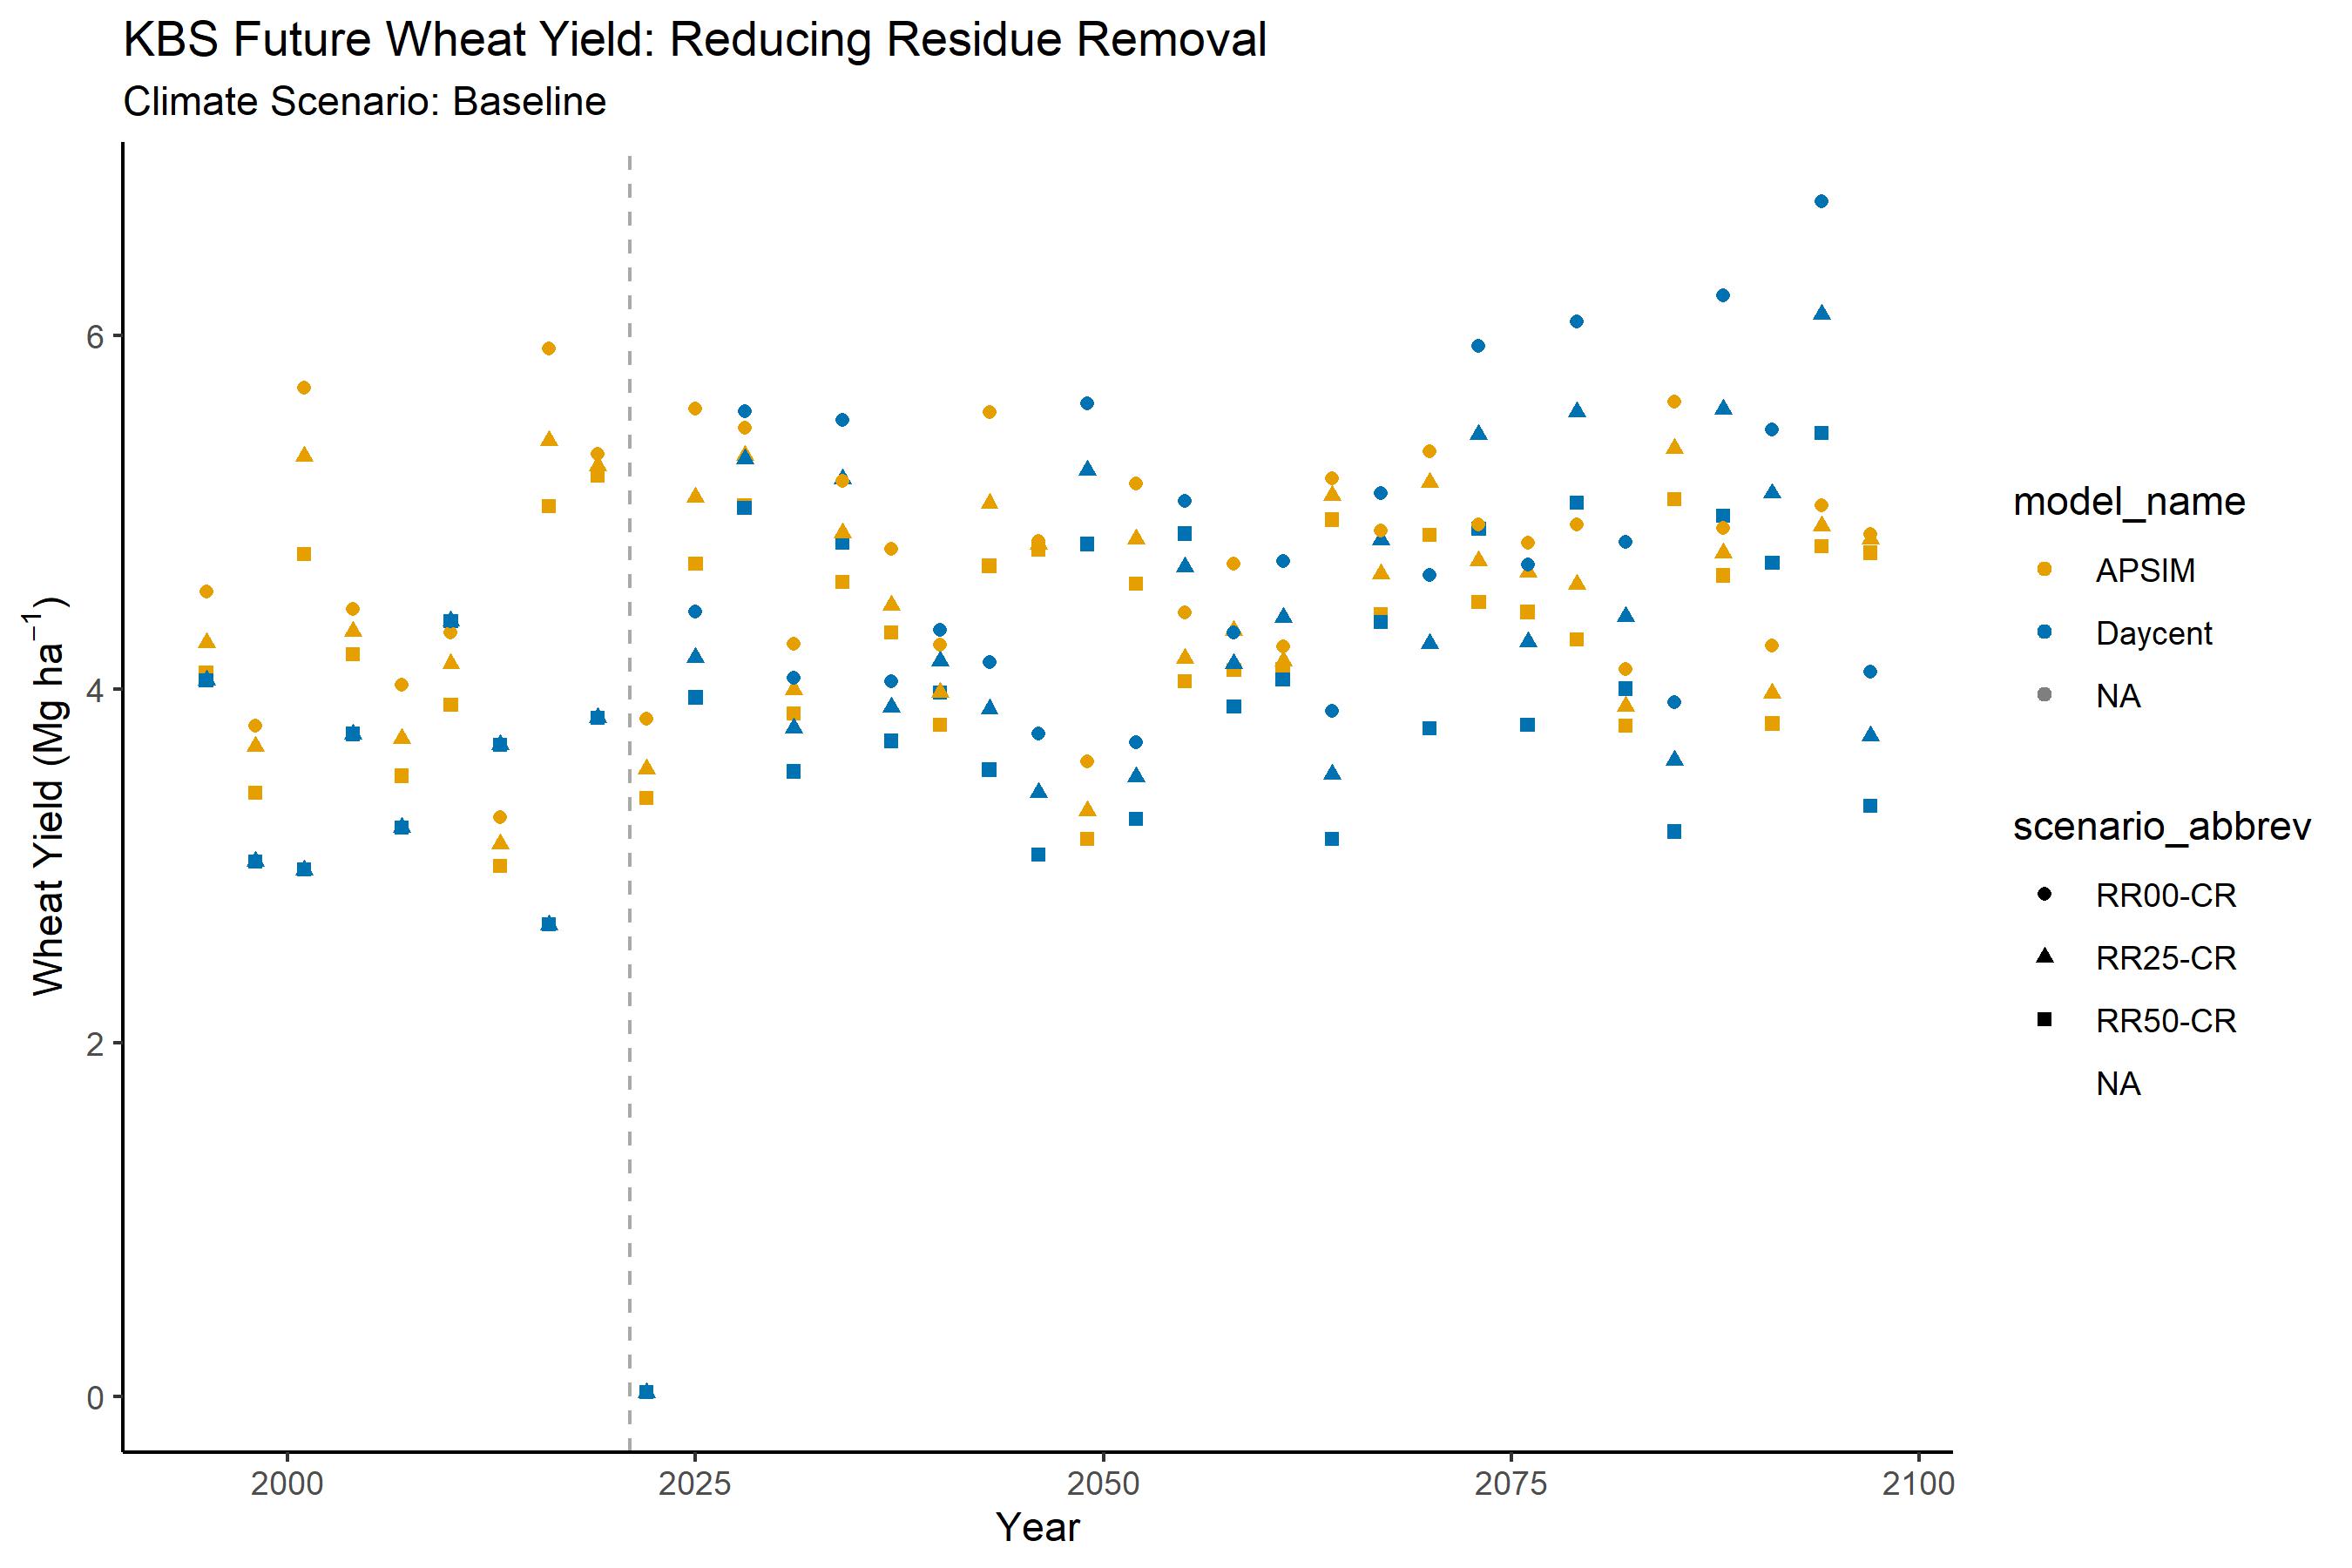 KBS Future Wheat Yield: Reducing Residue Removal
Climate Scenario: Baseline
Wheat Yield (Mg ha⁻¹)
6
4
2
0
2000
2025
2050
2075
2100
Year
model_name
APSIM
Daycent
NA
scenario_abbrev
RR00-CR
RR25-CR
RR50-CR
NA